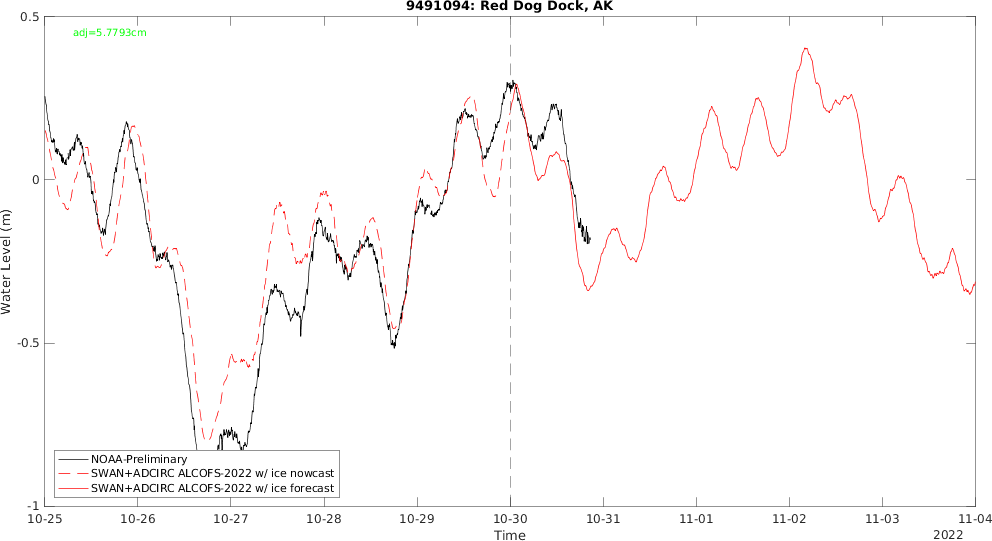 9491094: Red Dog Dock, AK
adj=5.7793cm
0.5
0
-0.5
-1
Water Level (m)
NOAA-Preliminary
SWAN+ADCIRC ALCOFS-2022 w/ ice nowcast
SWAN+ADCIRC ALCOFS-2022 w/ ice forecast
10-25 10-26 10-27 10-28 10-29 10-30 10-31 11-01 11-02 11-03 11-04
Time
2022